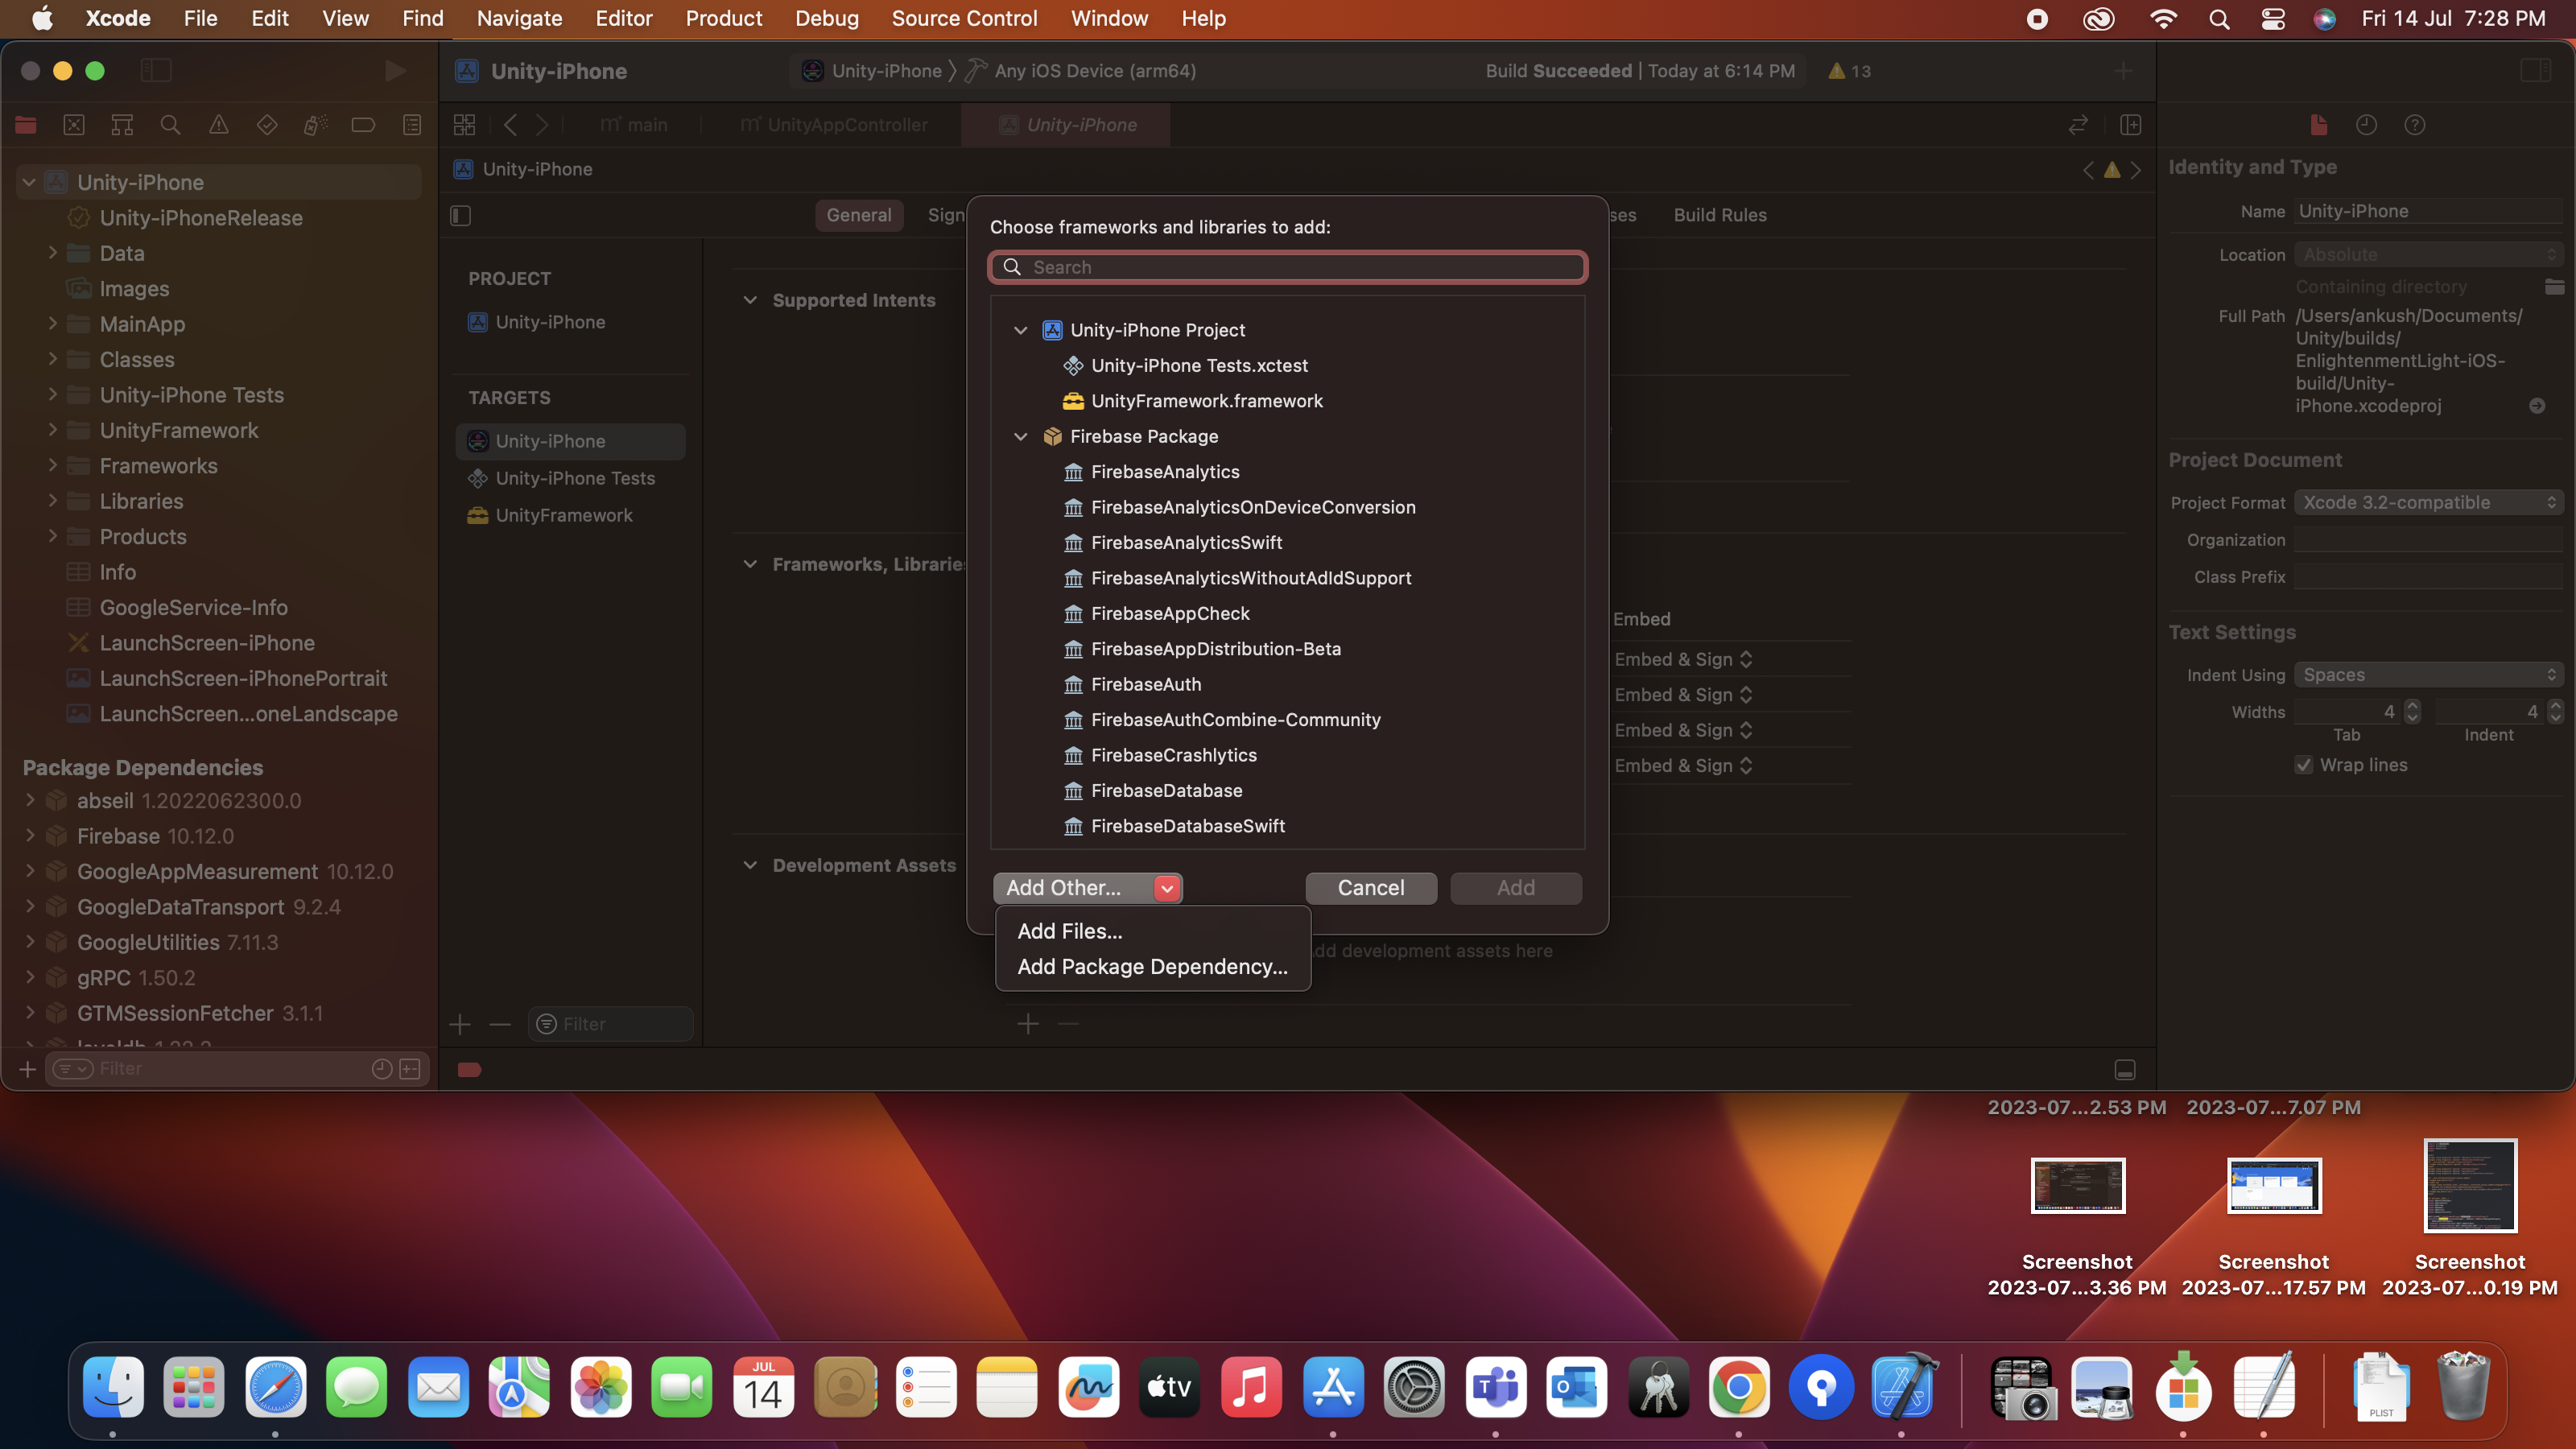 Xcode File Edit View Find Navigate Editor Product Debug Source Control Window Help
Fri 14 Jul 7:28 PM
Unity-iPhone
Unity-iPhone
Any iOS Device (arm64)
Build Succeeded | Today at 6:14 PM
13
main
UnityAppController
Unity-iPhone
Unity-iPhone
Unity-iPhone
Unity-iPhoneRelease
Data
Images
MainApp
Classes
Unity-iPhone Tests
UnityFramework
Frameworks
Libraries
Products
Info
GoogleService-Info
LaunchScreen-iPhone
LaunchScreen-iPhonePortrait
LaunchScreen...oneLandscape
Package Dependencies
abseil 1.2022062300.0
Firebase 10.12.0
GoogleAppMeasurement 10.12.0
GoogleDataTransport 9.2.4
GoogleUtilities 7.11.3
gRPC 1.50.2
GTMSessionFetcher 3.1.1
Filter
General
Sign
ses
Build Rules
PROJECT
Unity-iPhone
TARGETS
Unity-iPhone
Unity-iPhone Tests
UnityFramework
Filter
Supported Intents
Frameworks, Libraries
Embed
Embed & Sign
Embed & Sign
Embed & Sign
Embed & Sign
Development Assets
dd development assets here
Choose frameworks and libraries to add:
Search
Unity-iPhone Project
Unity-iPhone Tests.xctest
UnityFramework.framework
Firebase Package
FirebaseAnalytics
FirebaseAnalyticsOnDeviceConversion
FirebaseAnalyticsSwift
FirebaseAnalyticsWithoutAdIdSupport
FirebaseAppCheck
FirebaseAppDistribution-Beta
FirebaseAuth
FirebaseAuthCombine-Community
FirebaseCrashlytics
FirebaseDatabase
FirebaseDatabaseSwift
Add Other...
Cancel
Add
Add Files...
Add Package Dependency...
Identity and Type
Name Unity-iPhone
Location Absolute
Containing directory
Full Path /Users/ankush/Documents/
Unity/builds/
EnlightenmentLight-iOS-
build/Unity-
iPhone.xcodeproj
Project Document
Project Format Xcode 3.2-compatible
Organization
Class Prefix
Text Settings
Indent Using Spaces
Widths 4 4
Tab Indent
Wrap lines
2023-07...2.53 PM
2023-07...7.07 PM
Screenshot
2023-07...3.36 PM
Screenshot
2023-07...17.57 PM
Screenshot
2023-07...0.19 PM
JUL
14
tv
PLIST